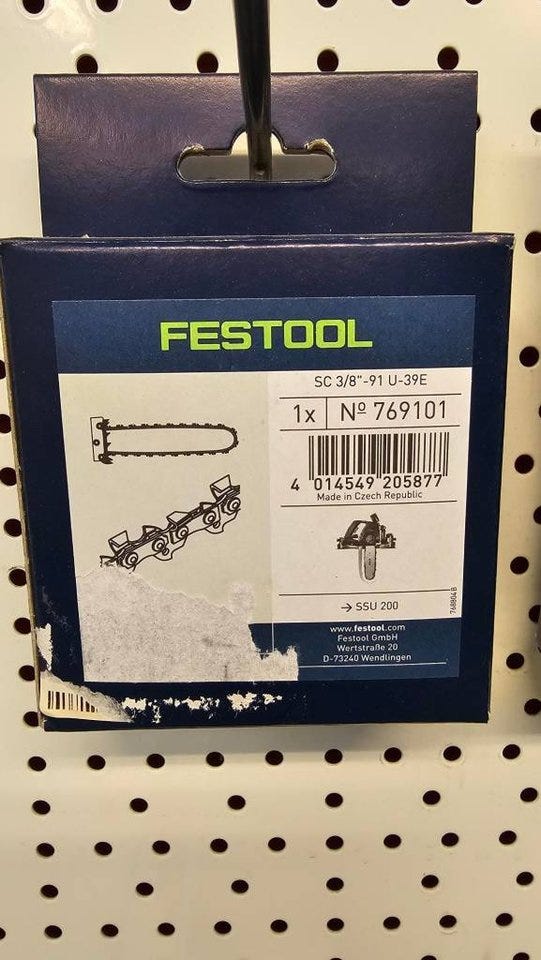 FESTOOL
SC 3/8"-91 U-39E
1x Nº 769101
4 014549 205877
Made in Czech Republic
→ SSU 200
768804B
www.festool.com
Festool GmbH
Wertstraße 20
D-73240 Wendlingen